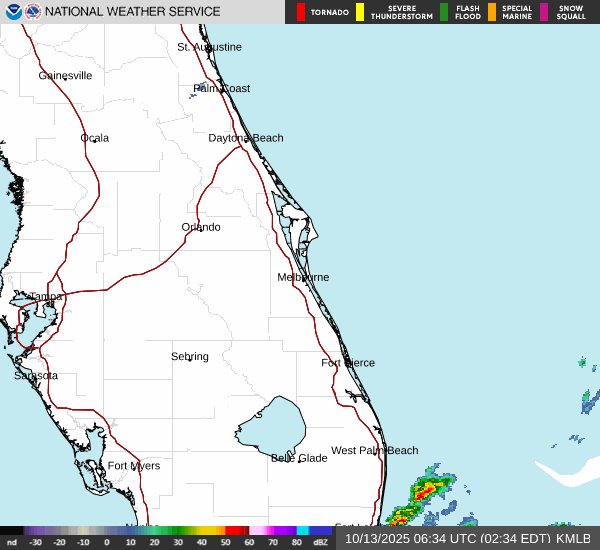 NATIONAL WEATHER SERVICE
TORNADO
SEVERE THUNDERSTORM
FLASH FLOOD
SPECIAL MARINE
SNOW SQUALL
St. Augustine
Gainesville
Palm Coast
Ocala
Daytona Beach
Orlando
Melbourne
Tampa
Sebring
Fort Pierce
Sarasota
West Palm Beach
Belle Glade
Fort Myers
nd -30 -20 -10 0 10 20 30 40 50 60 70 80 dBZ
10/13/2025 06:34 UTC (02:34 EDT) KMLB